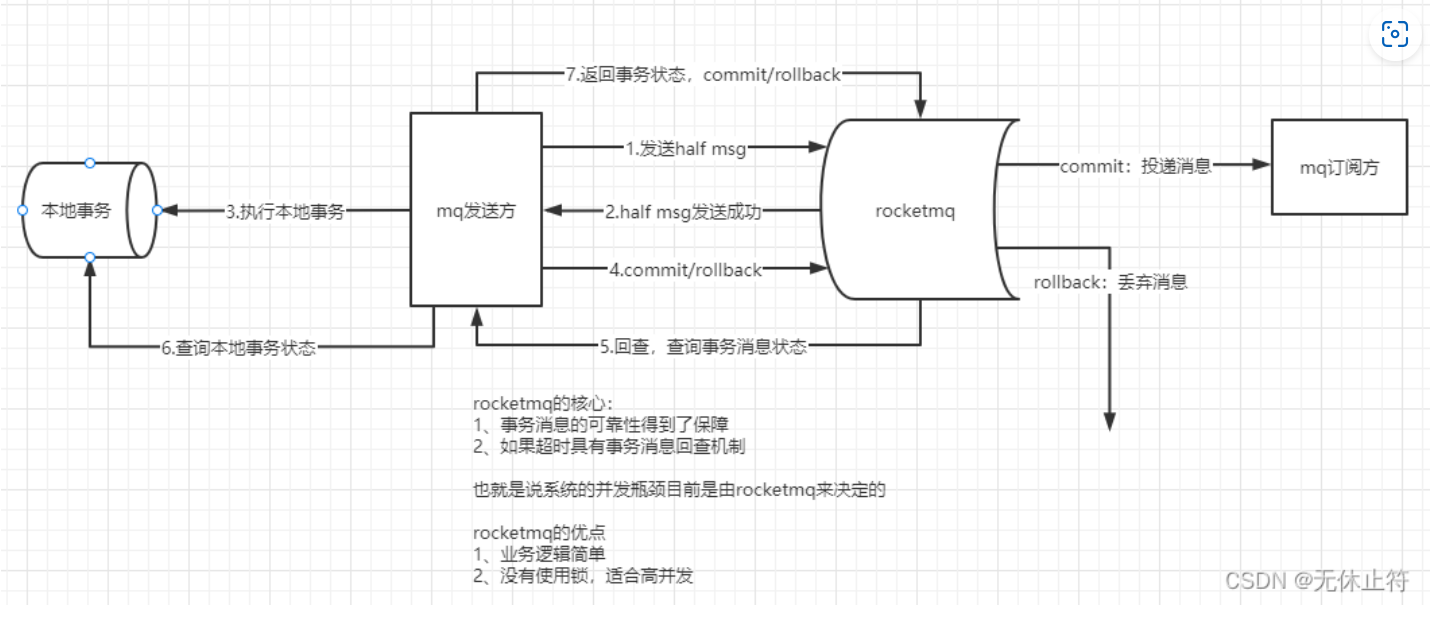 7.返回事务状态，commit/rollback
1.发送half msg
commit：投递消息
mq订阅方
本地事务
3.执行本地事务
mq发送方
2.half msg发送成功
rocketmq
4.commit/rollback
rollback：丢弃消息
6.查询本地事务状态
5.回查，查询事务消息状态
rocketmq的核心：
1、事务消息的可靠性得到了保障
2、如果超时具有事务消息回查机制
也就是说系统的并发瓶颈目前是由rocketmq来决定的
rocketmq的优点
1、业务逻辑简单
2、没有使用锁，适合高并发
CSDN @无休止符